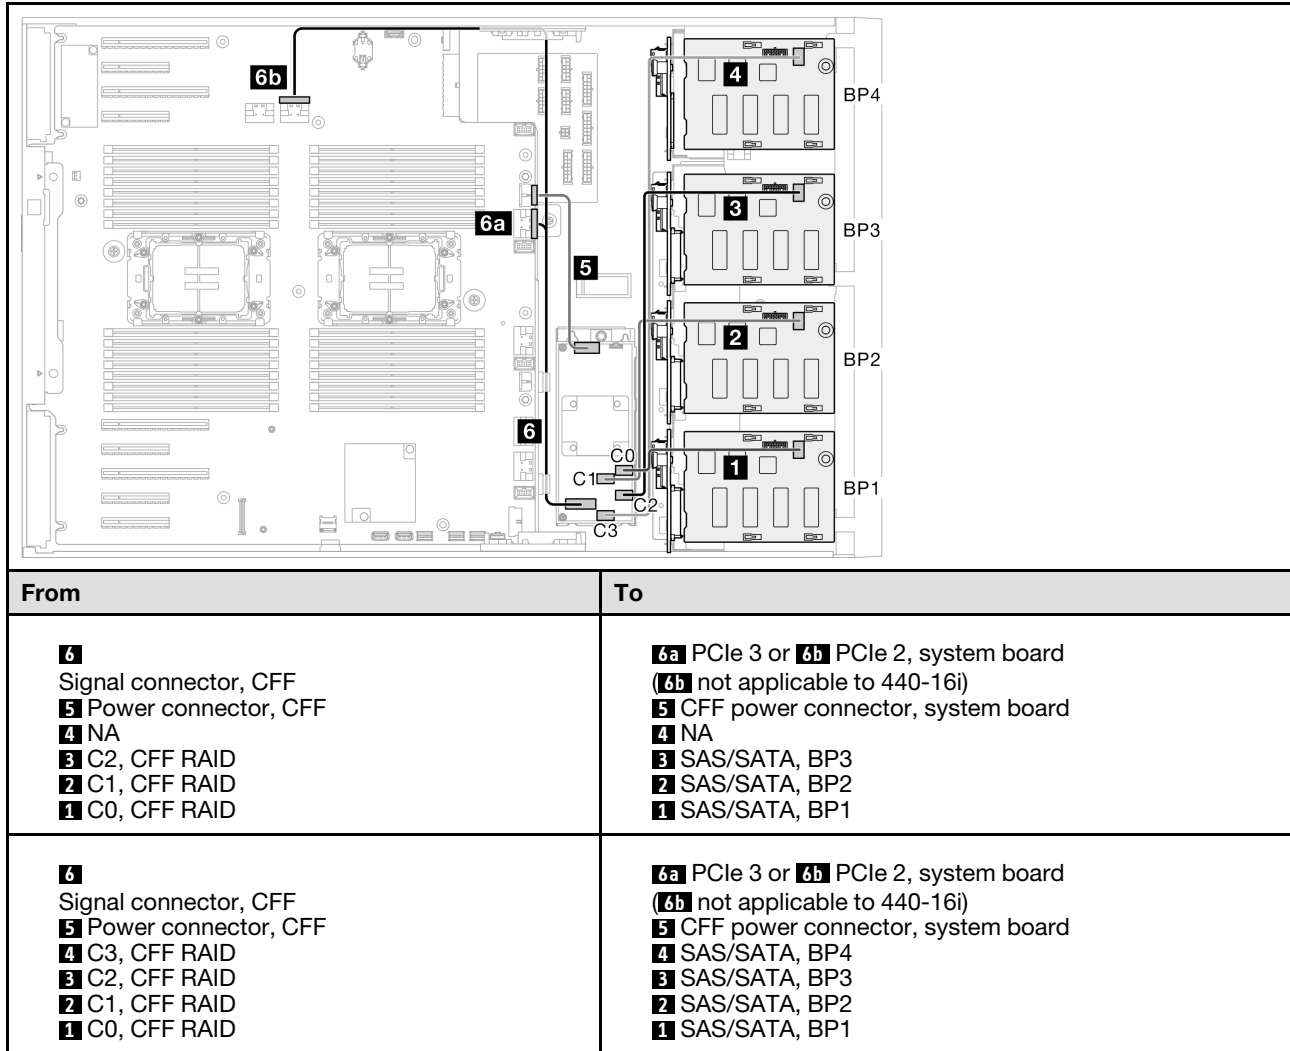 6b
4
BP4
3
6a
BP3
5
2
BP2
6
C0
1
C1
C2
BP1
C3
From To
6 6a PCIe 3 or 6b PCIe 2, system board
Signal connector, CFF (6b not applicable to 440-16i)
5 Power connector, CFF 5 CFF power connector, system board
4 NA 4 NA
3 C2, CFF RAID 3 SAS/SATA, BP3
2 C1, CFF RAID 2 SAS/SATA, BP2
1 C0, CFF RAID 1 SAS/SATA, BP1
6 6a PCIe 3 or 6b PCIe 2, system board
Signal connector, CFF (6b not applicable to 440-16i)
5 Power connector, CFF 5 CFF power connector, system board
4 C3, CFF RAID 4 SAS/SATA, BP4
3 C2, CFF RAID 3 SAS/SATA, BP3
2 C1, CFF RAID 2 SAS/SATA, BP2
1 C0, CFF RAID 1 SAS/SATA, BP1